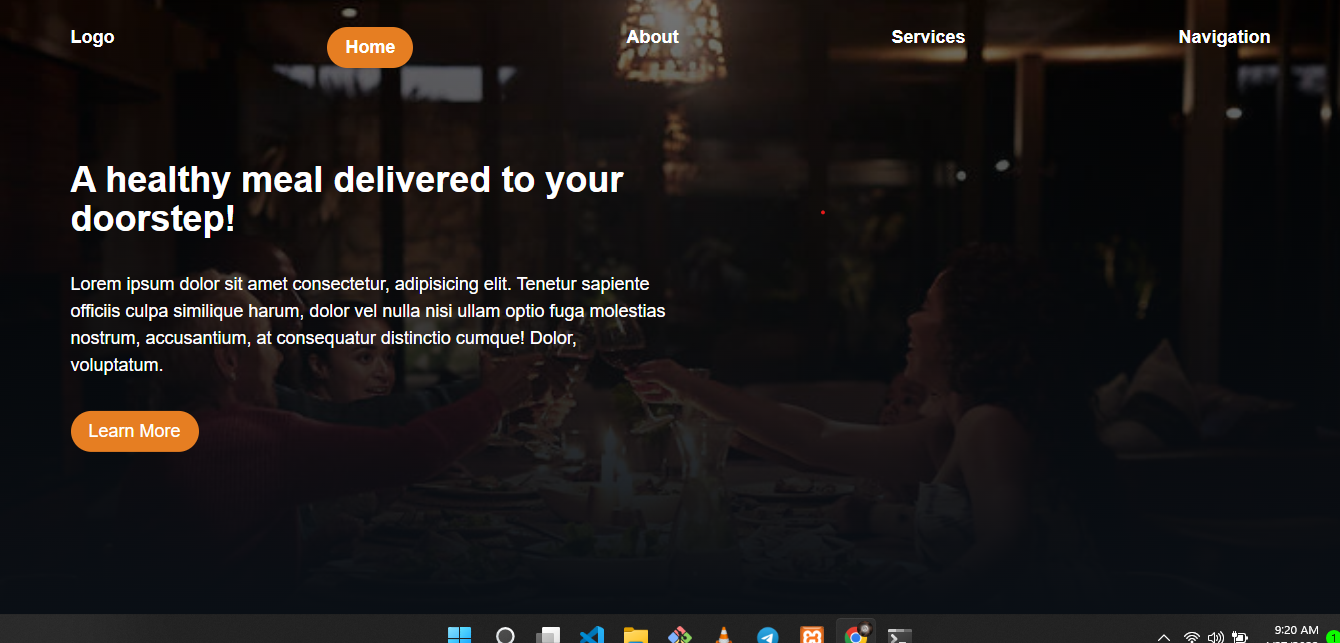 Logo
Home
About
Services
Navigation
A healthy meal delivered to your
doorstep!
Lorem ipsum dolor sit amet consectetur, adipisicing elit. Tenetur sapiente
officiis culpa similique harum, dolor vel nulla nisi ullam optio fuga molestias
nostrum, accusantium, at consequatur distinctio cumque! Dolor,
voluptatum.
Learn More
9:20 AM
1